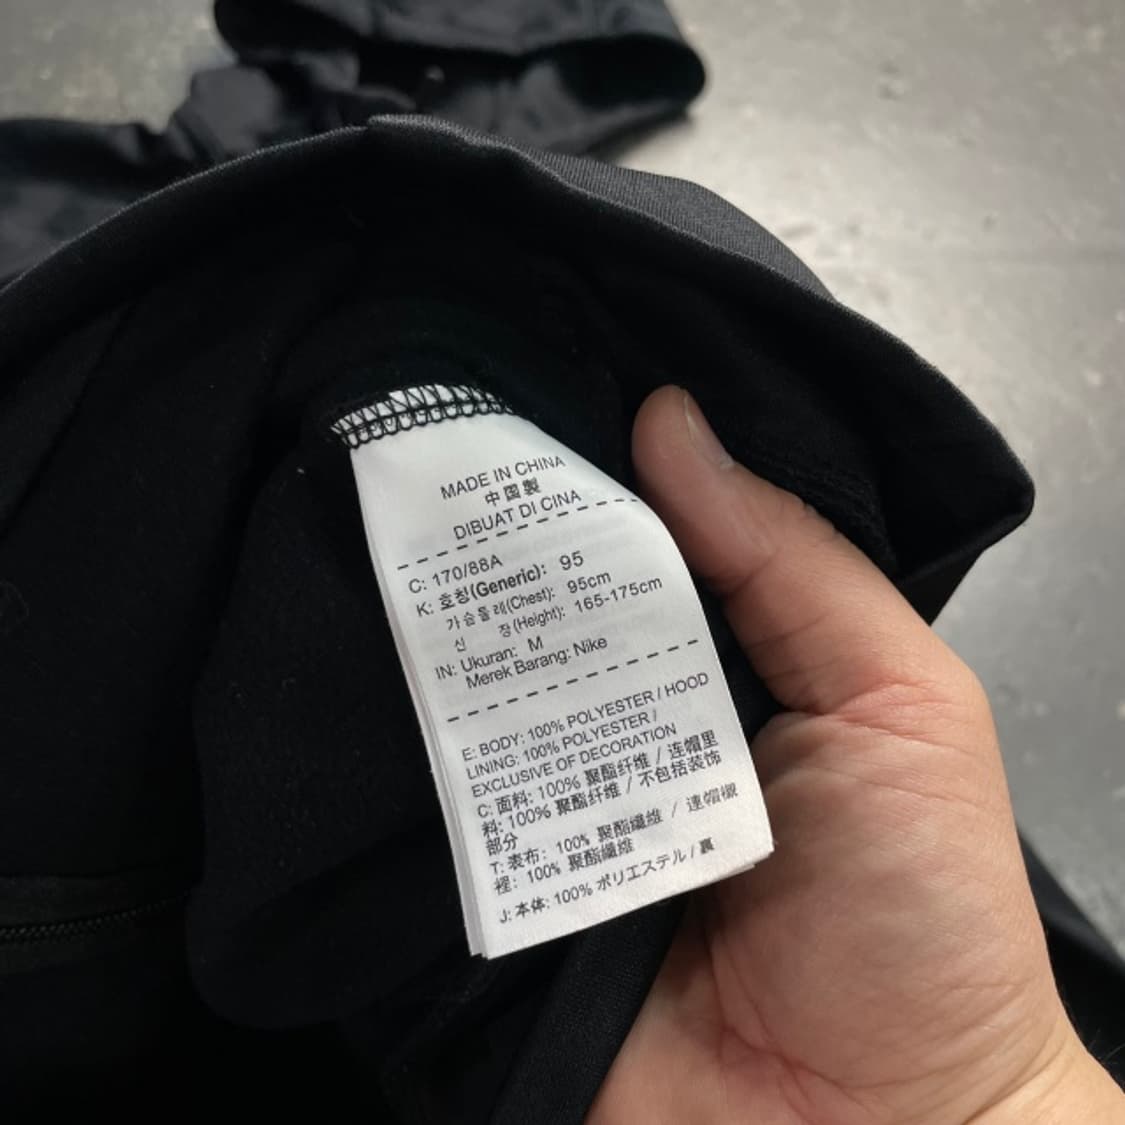 MADE IN CHINA
中国製
DIBUAT DI CINA
C: 170/88A
K: 호칭(Generic): 95
가슴둘레(Chest): 95cm
신 장(Height): 165-175cm
IN: Ukuran: M
Merek Barang: Nike
E: BODY: 100% POLYESTER / HOOD
LINING: 100% POLYESTER /
EXCLUSIVE OF DECORATION
C: 面料: 100% 聚酯纤维 / 连帽里
料: 100% 聚酯纤维 / 不包括装饰
部分
T: 表布: 100% 聚酯纖維 / 連帽襯
裡: 100% 聚酯纖維
J: 本体: 100% ポリエステル / 裏